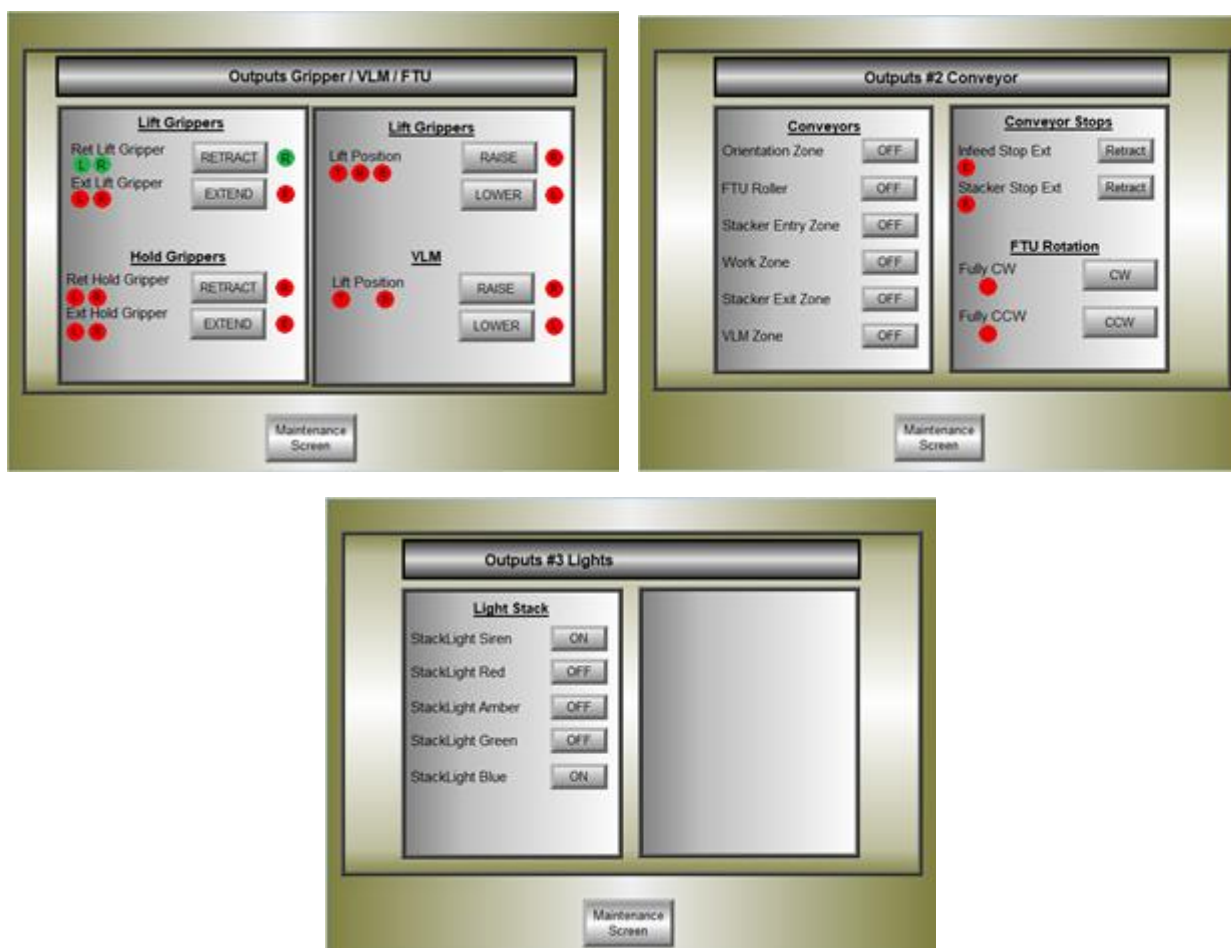 Outputs Gripper / VLM / FTU
Lift Grippers
Ret Lift Gripper
L R
RETRACT
R
Ext Lift Gripper
L R
EXTEND
Hold Grippers
Ret Hold Gripper
L R
RETRACT
R
Ext Hold Gripper
L R
EXTEND
Lift Grippers
Lift Position
T M B
RAISE
R
LOWER
L
VLM
Lift Position
T B
RAISE
R
LOWER
L
Maintenance
Screen
Outputs #2 Conveyor
Conveyors
Orientation Zone OFF
FTU Roller OFF
Stacker Entry Zone OFF
Work Zone OFF
Stacker Exit Zone OFF
VLM Zone OFF
Conveyor Stops
Infeed Stop Ext Retract
Stacker Stop Ext Retract
FTU Rotation
Fully CW CW
Fully CCW CCW
Maintenance
Screen
Outputs #3 Lights
Light Stack
StackLight Siren ON
StackLight Red OFF
StackLight Amber OFF
StackLight Green OFF
StackLight Blue ON
Maintenance
Screen